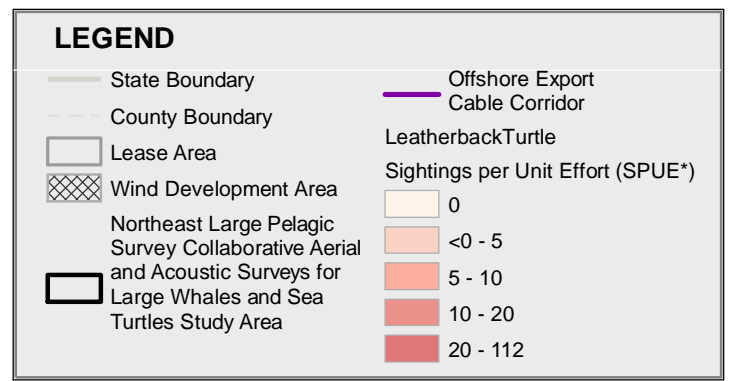 LEGEND
State Boundary
County Boundary
Lease Area
Wind Development Area
Northeast Large Pelagic
Survey Collaborative Aerial
and Acoustic Surveys for
Large Whales and Sea
Turtles Study Area
Offshore Export
Cable Corridor
LeatherbackTurtle
Sightings per Unit Effort (SPUE*)
0
<0 - 5
5 - 10
10 - 20
20 - 112